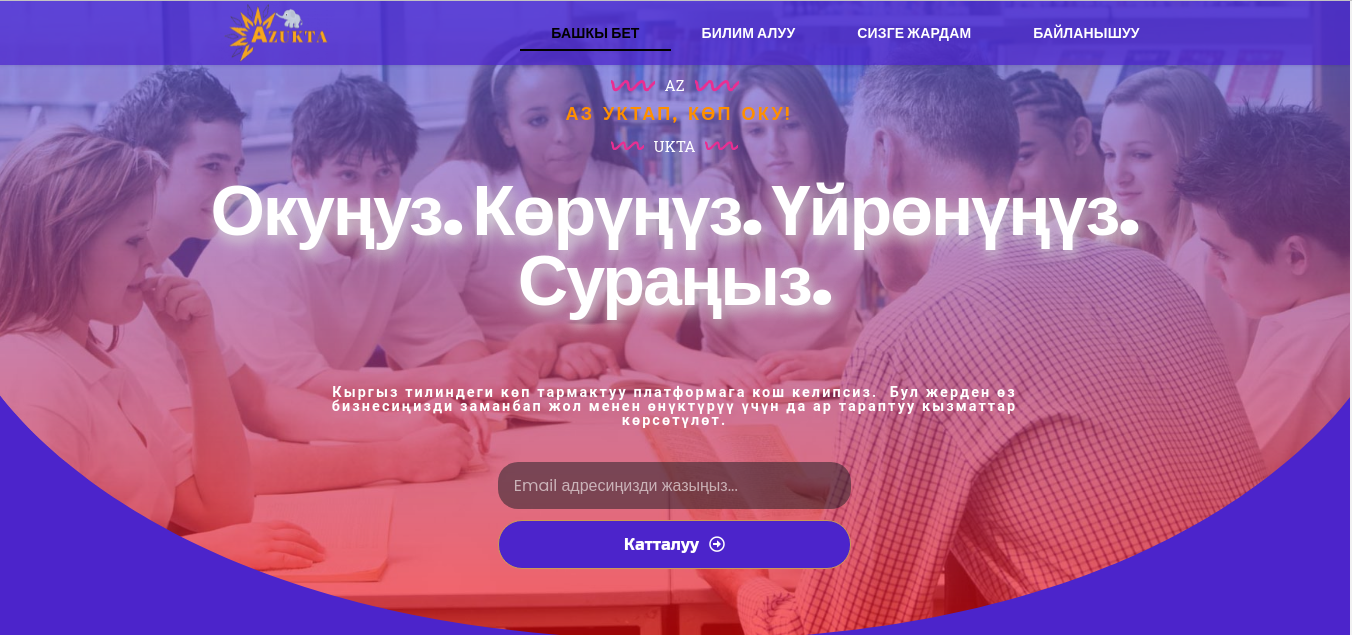 AZUKTA
БАШКЫ БЕТ
БИЛИМ АЛУУ
СИЗГЕ ЖАРДАМ
БАЙЛАНЫШУУ
AZ
АЗ УКТАП, КӨП ОКУ!
UKTA
Окуңуз. Көрүңүз. Үйрөнүңүз.
Сураңыз.
Кыргыз тилиндеги көп тармактуу платформага кош келипсиз. Бул жерден өз
бизнесиңизди заманбап жол менен өнүктүрүү үчүн да ар тараптуу кызматтар
көрсөтүлөт.
Email адресиңизди жазыңыз...
Катталуу